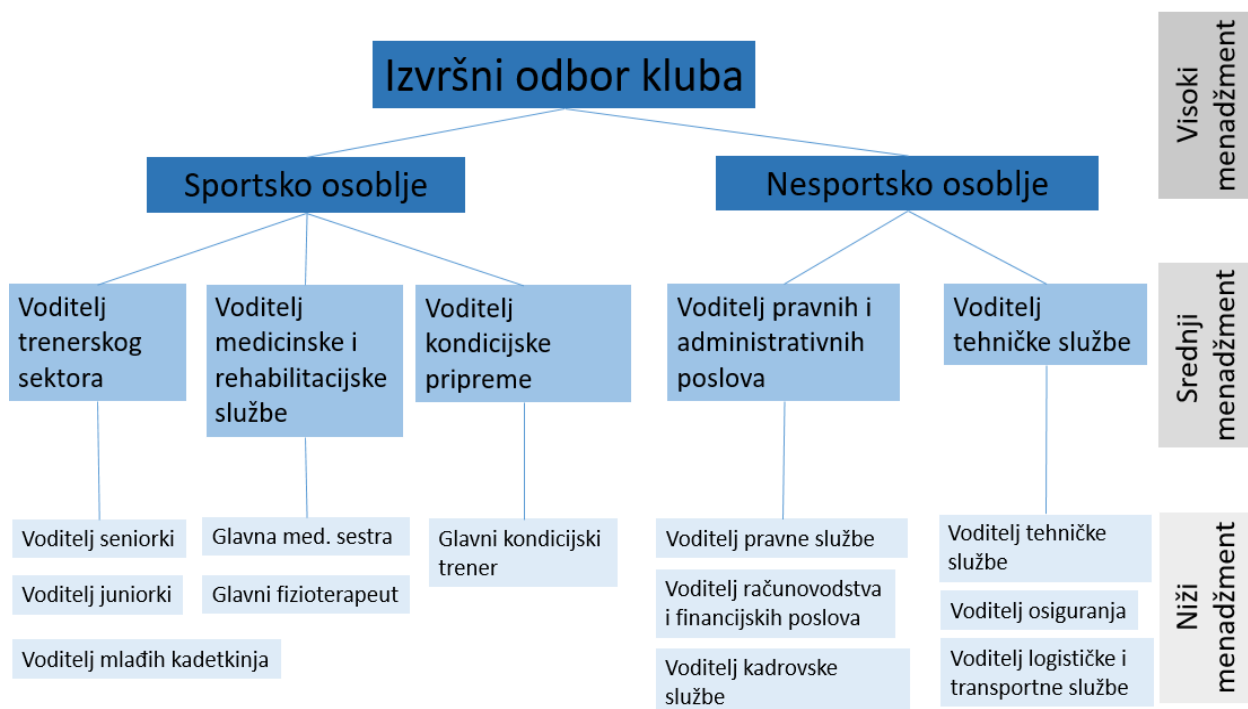 Izvršni odbor kluba
Visoki
menadžment
Sportsko osoblje
Nesportsko osoblje
Voditelj
trenerskog
sektora
Voditelj
medicinske i
rehabilitacijske
službe
Voditelj
kondicijske
pripreme
Voditelj pravnih i
administrativnih
poslova
Voditelj
tehničke službe
Srednji
menadžment
Voditelj seniorki
Voditelj juniorki
Voditelj mlađih kadetkinja
Glavna med. sestra
Glavni fizioterapeut
Glavni kondicijski
trener
Voditelj pravne službe
Voditelj računovodstva
i financijskih poslova
Voditelj kadrovske
službe
Voditelj tehničke
službe
Voditelj osiguranja
Voditelj logističke i
transportne službe
Niži
menadžment